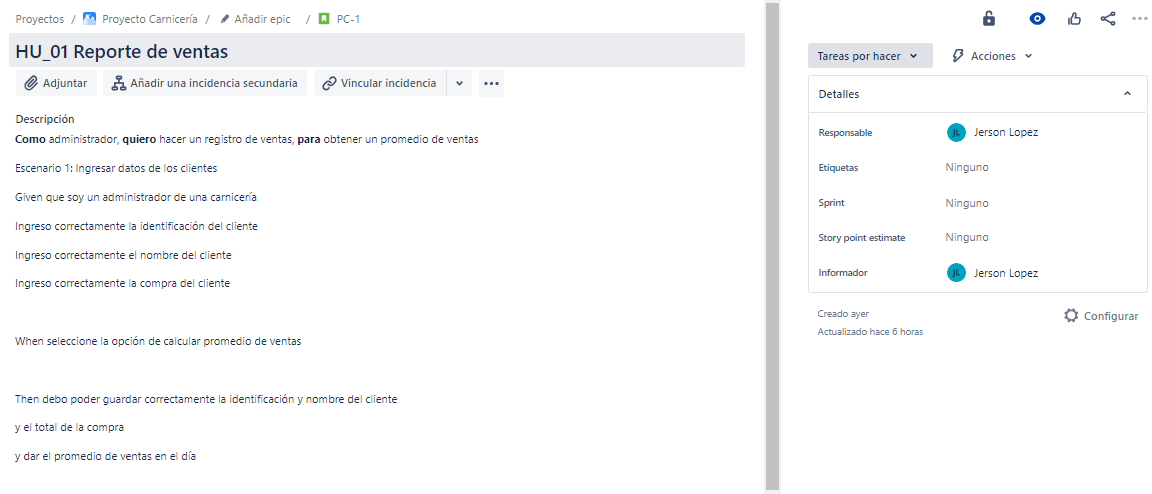 Proyectos / Proyecto Carnicería / Añadir epic / PC-1
HU_01 Reporte de ventas
Adjuntar Añadir una incidencia secundaria Vincular incidencia
Descripción
Como administrador, quiero hacer un registro de ventas, para obtener un promedio de ventas
Escenario 1: Ingresar datos de los clientes
Given que soy un administrador de una carnicería
Ingreso correctamente la identificación del cliente
Ingreso correctamente el nombre del cliente
Ingreso correctamente la compra del cliente
When seleccione la opción de calcular promedio de ventas
Then debo poder guardar correctamente la identificación y nombre del cliente
y el total de la compra
y dar el promedio de ventas en el día
Tareas por hacer Acciones
Detalles
Responsable JL Jerson Lopez
Etiquetas Ninguno
Sprint Ninguno
Story point estimate Ninguno
Informador JL Jerson Lopez
Creado ayer
Configurar
Actualizado hace 6 horas